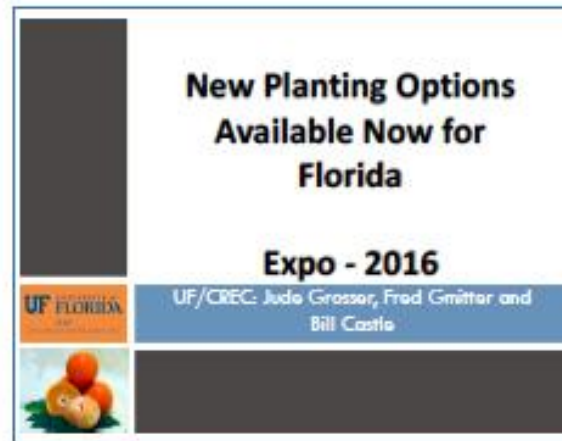 New Planting Options
Available Now for
Florida
Expo - 2016
UF/CREC: Jude Grosser, Fred Gmitter and
Bill Castle
UF
FLORIDA